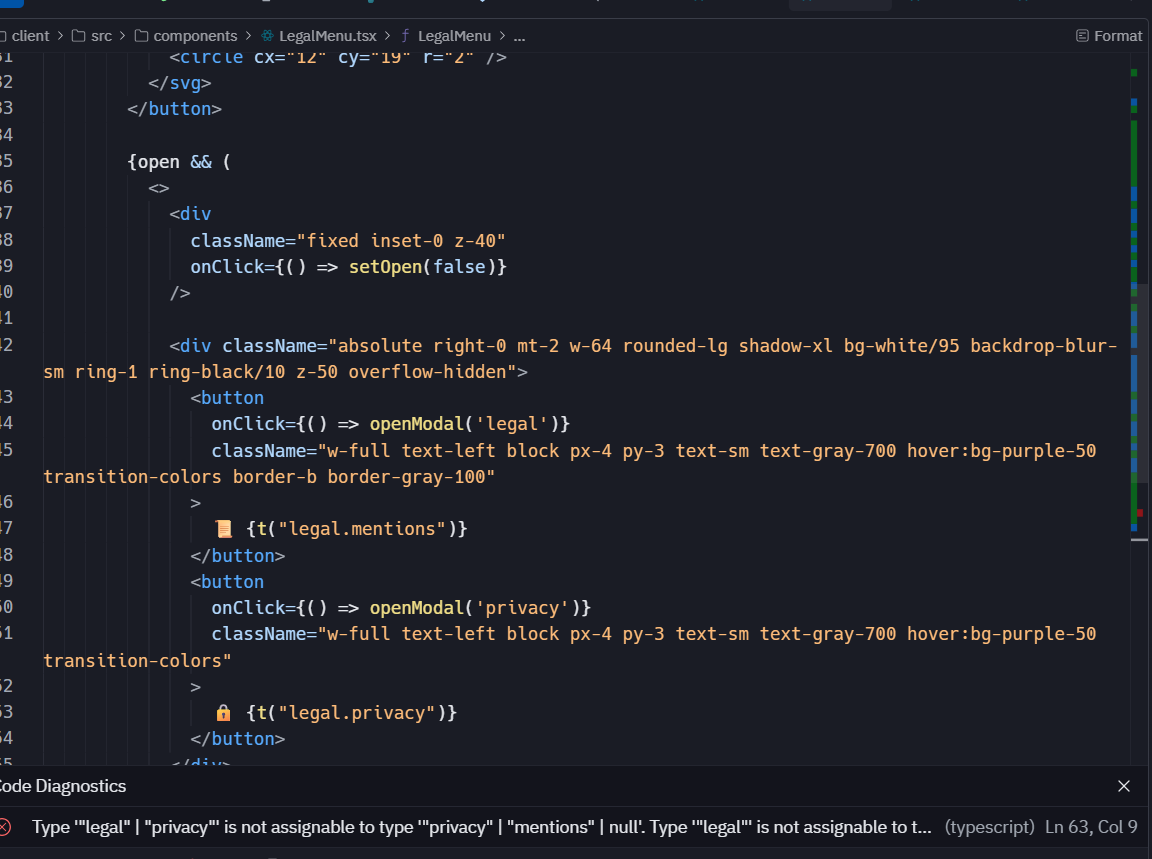 client > src > components > LegalMenu.tsx > LegalMenu > ...
Format
31 <circle cx="12" cy="19" r="2" />
32 </svg>
33 </button>
34
35 {open && (
36 <>
37 <div
38 className="fixed inset-0 z-40"
39 onClick={() => setOpen(false)}
40 />
41
42 <div className="absolute right-0 mt-2 w-64 rounded-lg shadow-xl bg-white/95 backdrop-blur-
sm ring-1 ring-black/10 z-50 overflow-hidden">
43 <button
44 onClick={() => openModal('legal')}
45 className="w-full text-left block px-4 py-3 text-sm text-gray-700 hover:bg-purple-50
transition-colors border-b border-gray-100"
46 >
47 📜 {t("legal.mentions")}
48 </button>
49 <button
50 onClick={() => openModal('privacy')}
51 className="w-full text-left block px-4 py-3 text-sm text-gray-700 hover:bg-purple-50
transition-colors"
52 >
53 🔒 {t("legal.privacy")}
54 </button>
55 </div>
Code Diagnostics
Type '"legal" | "privacy"' is not assignable to type '"privacy" | "mentions" | null'. Type '"legal"' is not assignable to t... (typescript) Ln 63, Col 9